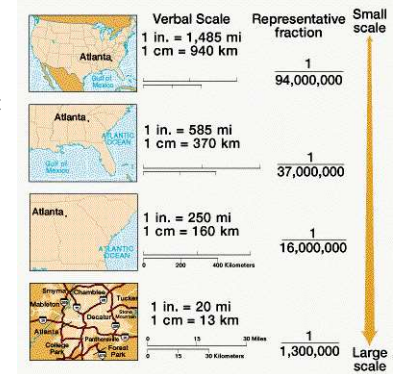 Verbal Scale
Representative
fraction
Small
scale
Atlanta
Gulf of
Mexico
1 in. = 1,485 mi
1 cm = 940 km
1
94,000,000
Atlanta
ATLANTIC
OCEAN
Gulf of
Mexico
1 in. = 585 mi
1 cm = 370 km
1
37,000,000
Atlanta
ATLANTIC
OCEAN
1 in. = 250 mi
1 cm = 160 km
0 200 400 Kilometers
1
16,000,000
Smyrna
Chamblee
Mableton
Tucker
Decatur
Stone
Mountain
Atlanta
Panthersville
College
Park
Forest
Park
1 in. = 20 mi
1 cm = 13 km
0 15 30 Miles
0 15 30 Kilometers
1
1,300,000
Large
scale